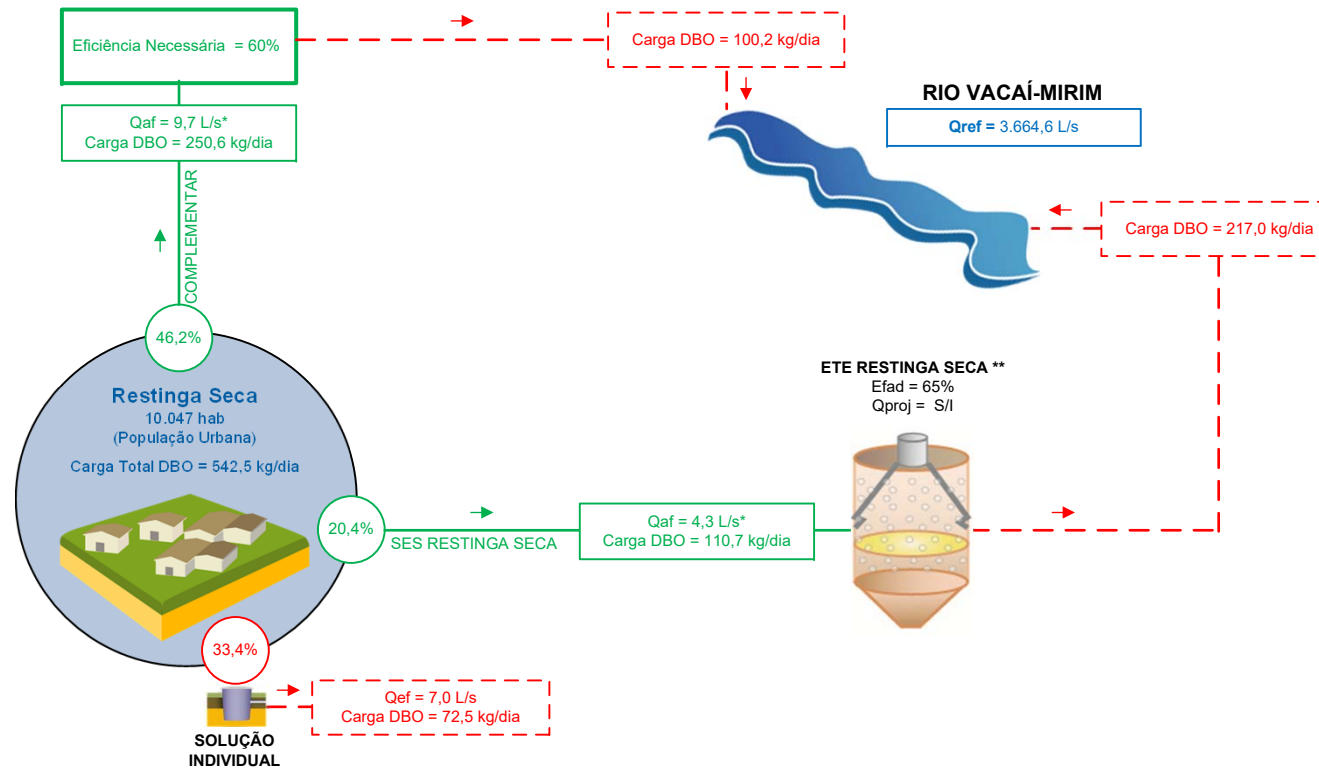 Eficiência Necessária = 60%
Carga DBO = 100,2 kg/dia
RIO VACAÍ-MIRIM
Qref = 3.664,6 L/s
Qaf = 9,7 L/s*
Carga DBO = 250,6 kg/dia
COMPLEMENTAR
Carga DBO = 217,0 kg/dia
46,2%
Restinga Seca
10.047 hab
(População Urbana)
Carga Total DBO = 542,5 kg/dia
ETE RESTINGA SECA **
Efad = 65%
Qproj = S/I
20,4%
SES RESTINGA SECA
Qaf = 4,3 L/s*
Carga DBO = 110,7 kg/dia
33,4%
Qef = 7,0 L/s
Carga DBO = 72,5 kg/dia
SOLUÇÃO
INDIVIDUAL